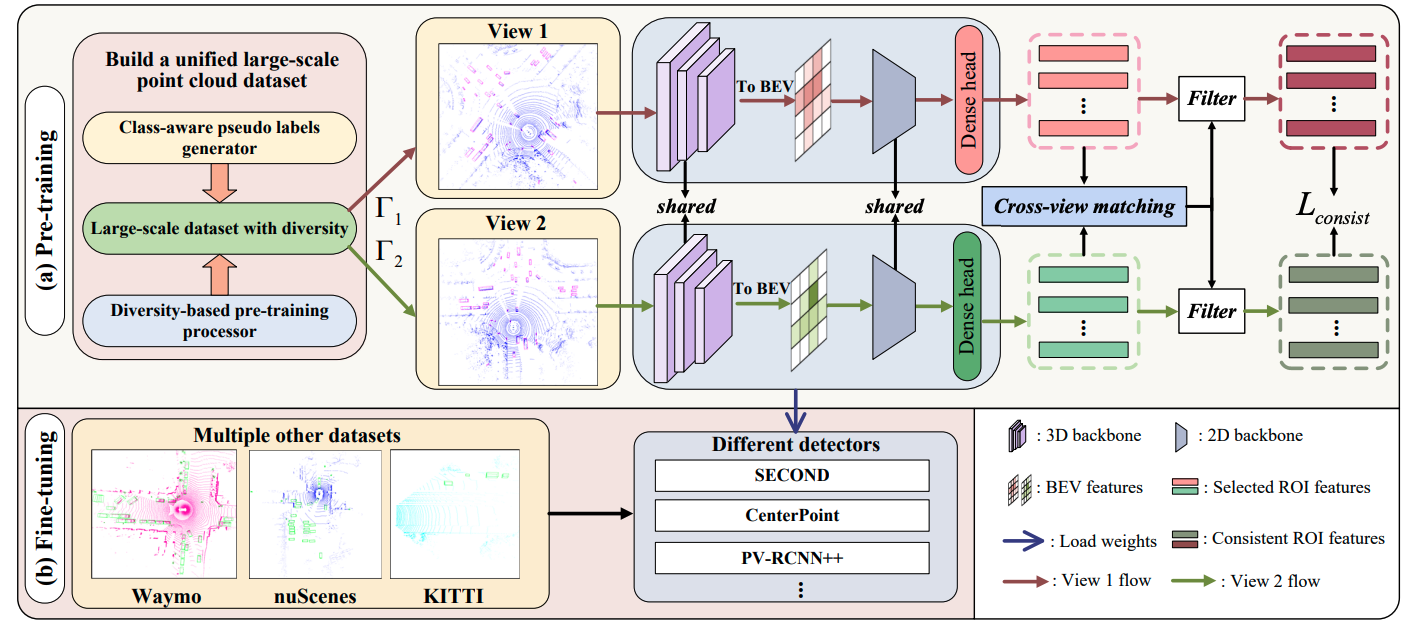 (a) Pre-training
Build a unified large-scale
point cloud dataset
Class-aware pseudo labels
generator
Large-scale dataset with diversity
Diversity-based pre-training
processor
Γ1
Γ2
View 1
View 2
To BEV
Dense head
shared
shared
To BEV
Dense head
Cross-view matching
Filter
Filter
Lconsist
(b) Fine-tuning
Multiple other datasets
Waymo
nuScenes
KITTI
Different detectors
SECOND
CenterPoint
PV-RCNN++
: 3D backbone
: 2D backbone
: BEV features
: Selected ROI features
: Load weights
: Consistent ROI features
: View 1 flow
: View 2 flow